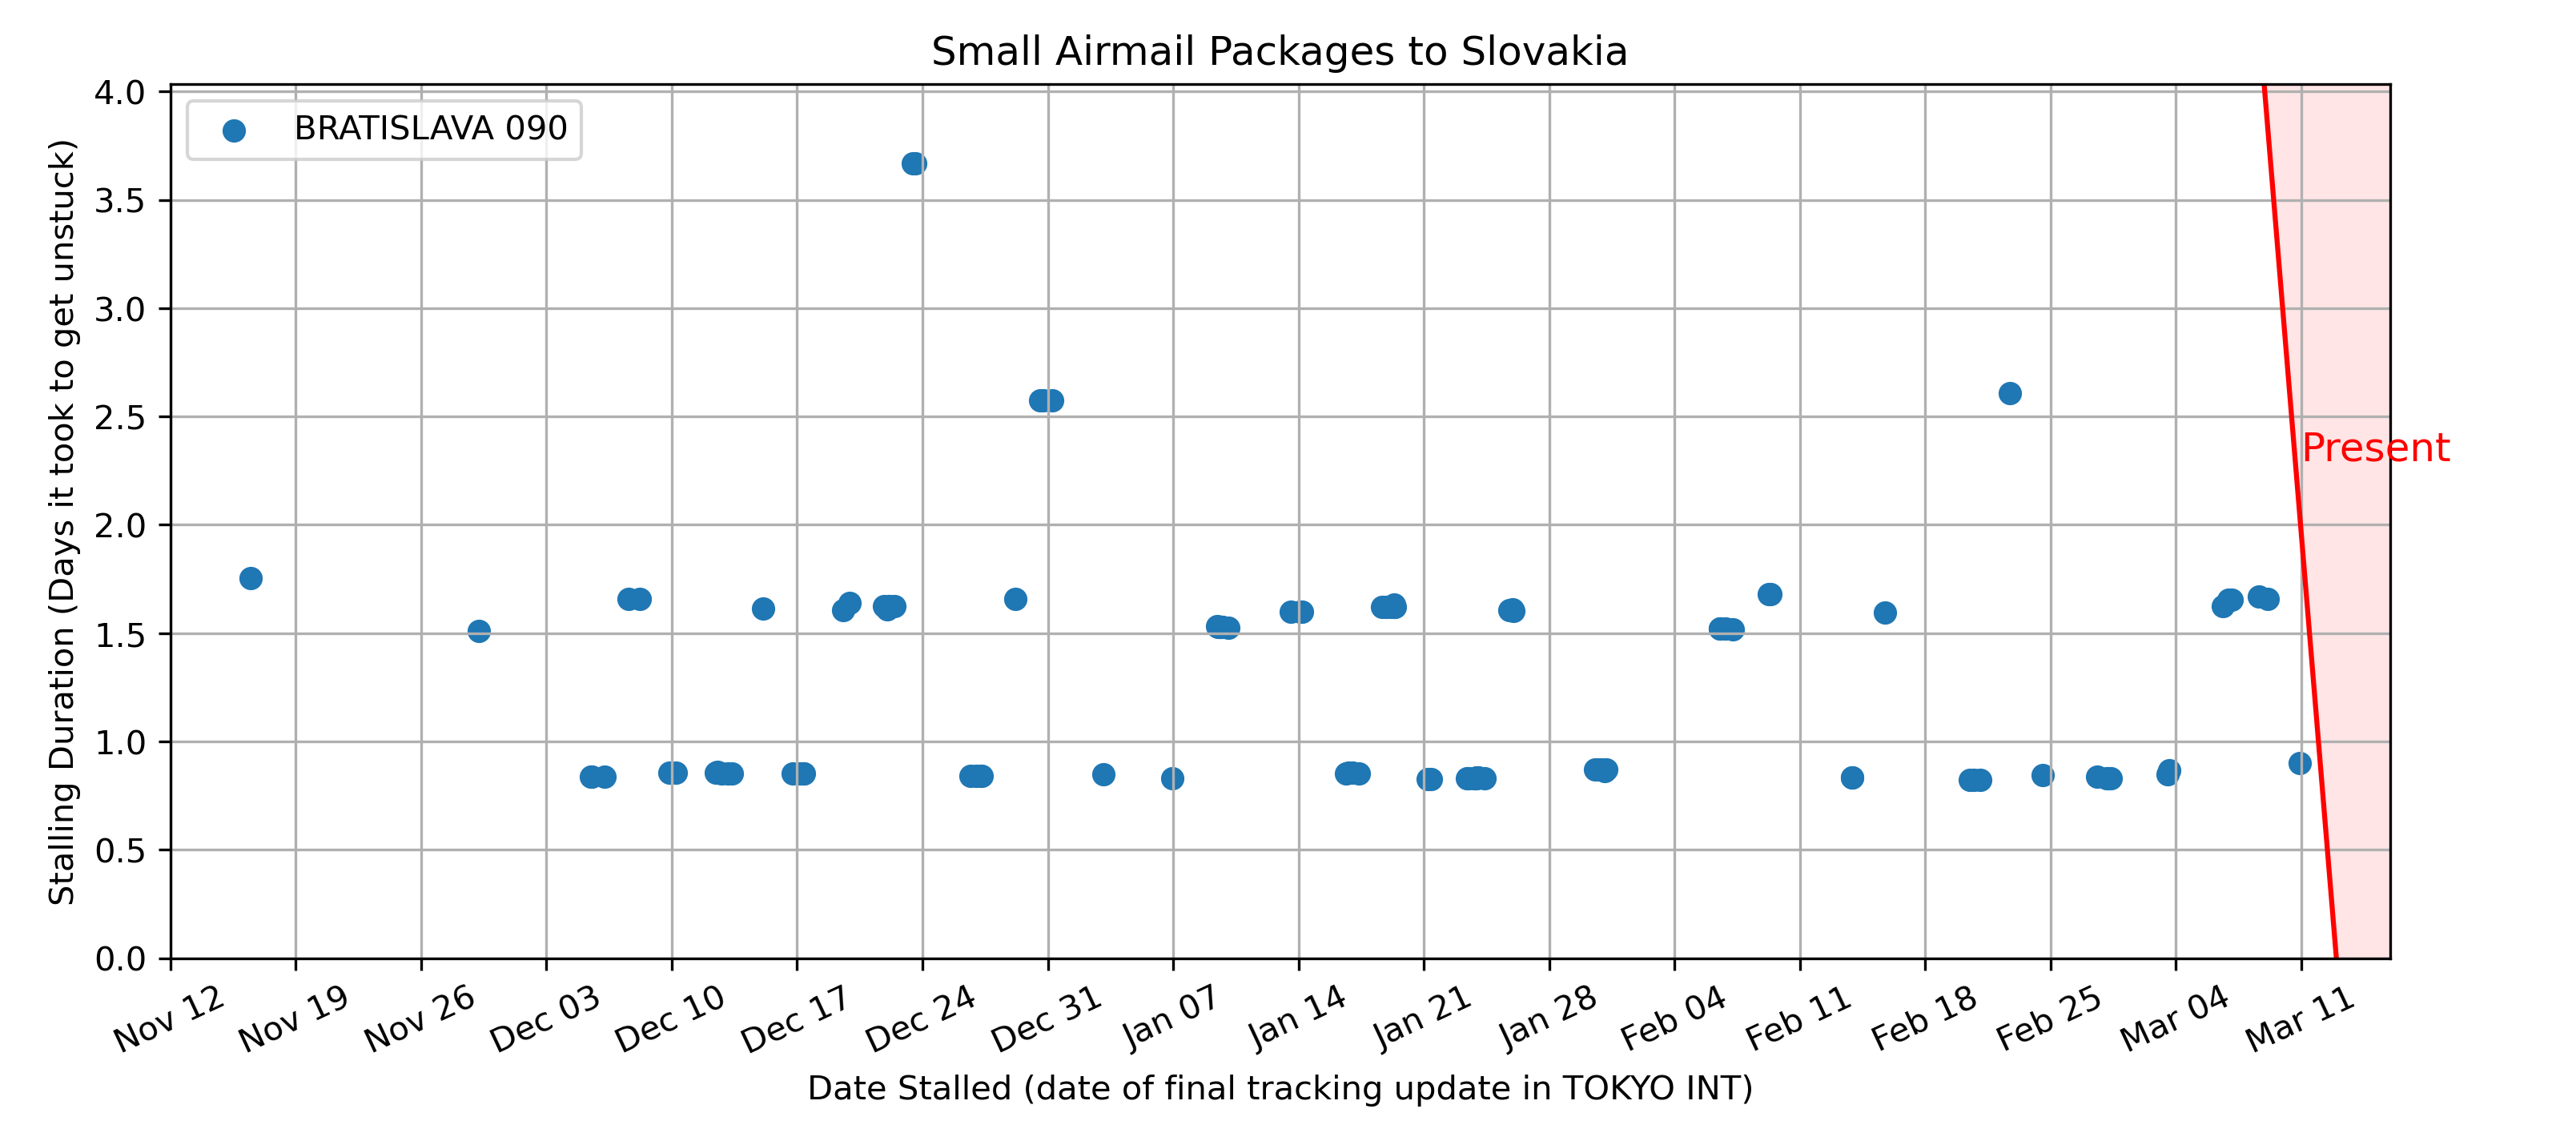 Small Airmail Packages to Slovakia
BRATISLAVA 090
Stalling Duration (Days it took to get unstuck)
4.0
3.5
3.0
2.5
2.0
1.5
1.0
0.5
0.0
Present
Nov 12
Nov 19
Nov 26
Dec 03
Dec 10
Dec 17
Dec 24
Dec 31
Jan 07
Jan 14
Jan 21
Jan 28
Feb 04
Feb 11
Feb 18
Feb 25
Mar 04
Mar 11
Date Stalled (date of final tracking update in TOKYO INT)